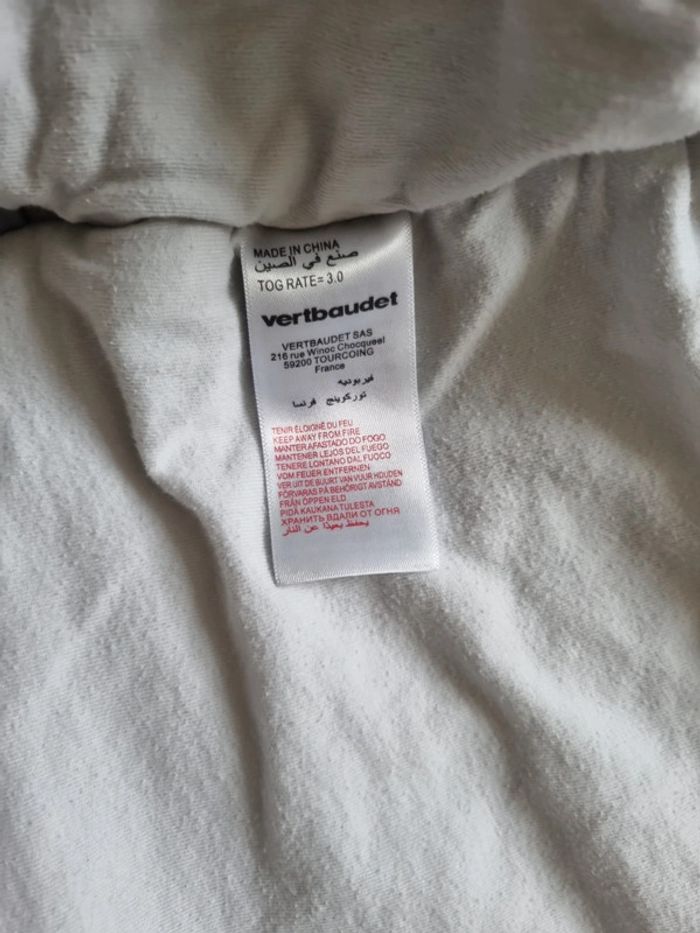 MADE IN CHINA
صنع في الصين
TOG RATE= 3.0
vertbaudet
VERTBAUDET SAS
216 rue Winoc Chocqueel
59200 TOURCOING
France
فيربوديه
توركوينج فرنسا
TENIR ÉLOIGNÉ DU FEU
KEEP AWAY FROM FIRE
MANTER AFASTADO DO FOGO
MANTENER LEJOS DEL FUEGO
TENERE LONTANO DAL FUOCO
VOM FEUER ENTFERNEN
VER UIT DE BUURT VAN VUUR HOUDEN
FÖRVARAS PÅ BEHÖRIGT AVSTÅND
FRÅN ÖPPEN ELD
PIDÄ KAUKANA TULESTA
ХРАНИТЬ ВДАЛИ ОТ ОГНЯ
يحفظ بعيدًا عن النار